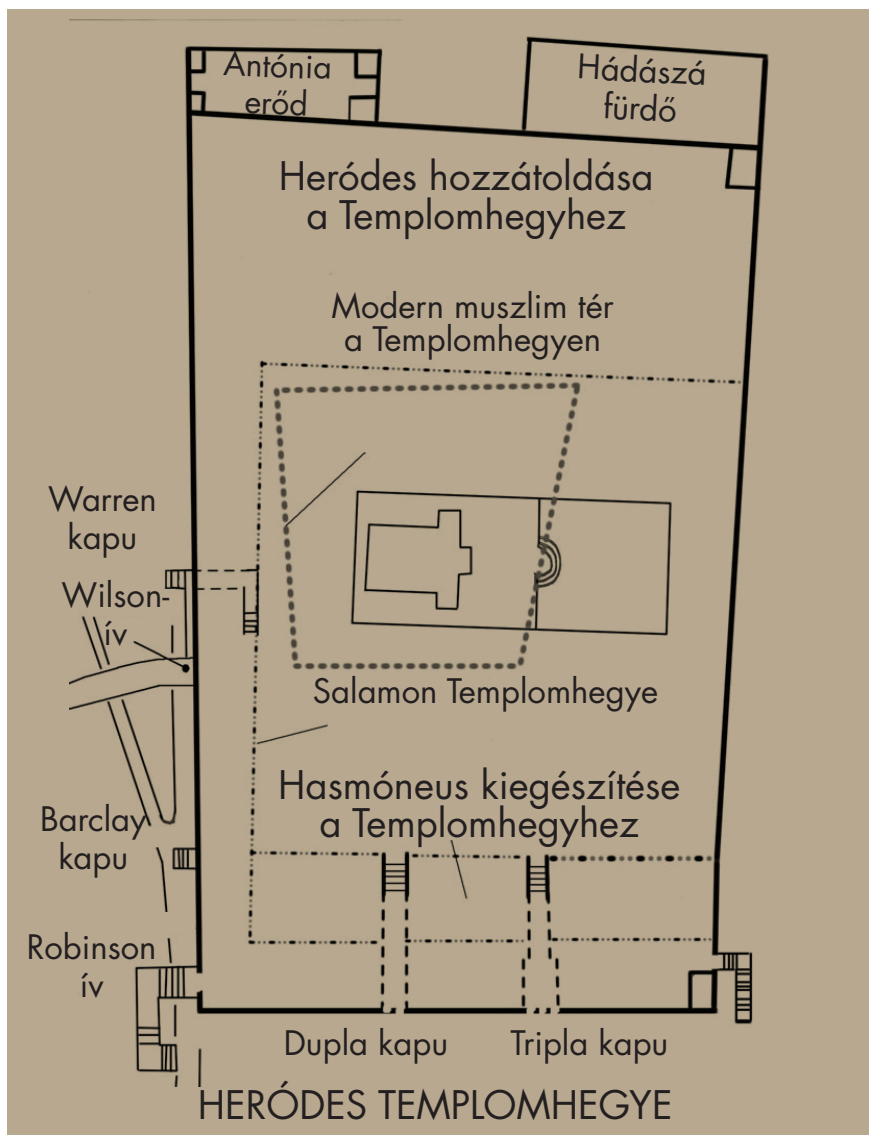 Antónia
erőd
Hádászá
fürdő
Heródes hozzátoldása
a Templomhegyhez
Modern muszlim tér
a Templomhegyen
Warren
kapu
Wilson-
ív
Salamon Templomhegye
Hasmóneus kiegészítése
a Templomhegyhez
Barclay
kapu
Robinson
ív
Dupla kapu
Tripla kapu
HERÓDES TEMPLOMHEGYE